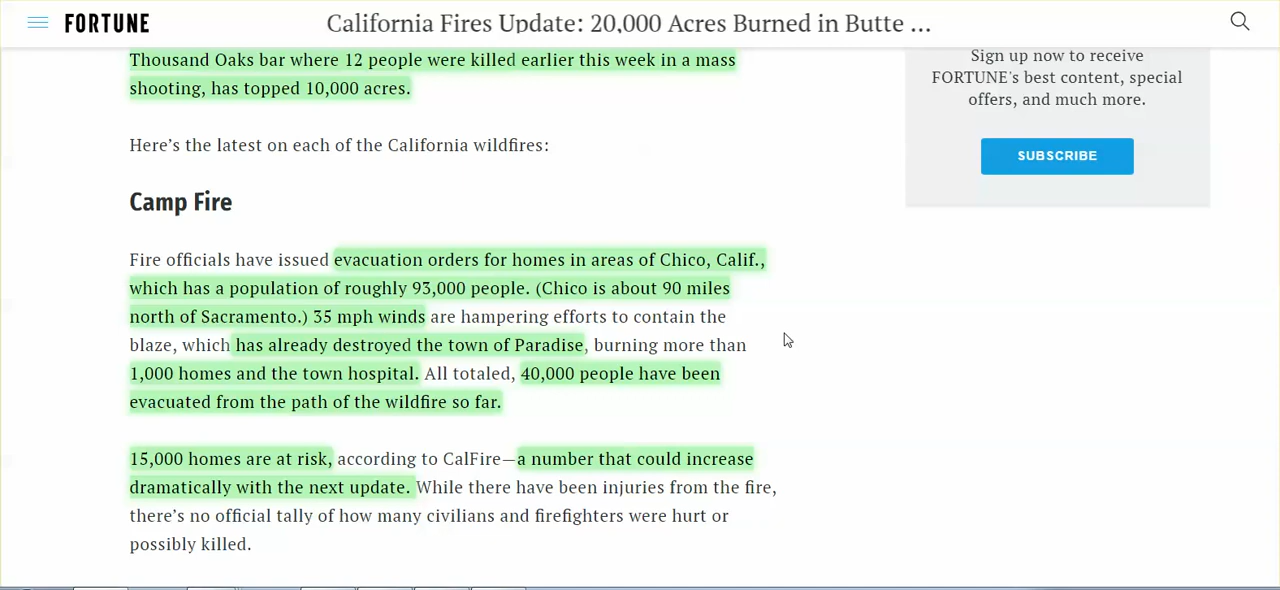 FORTUNE
California Fires Update: 20,000 Acres Burned in Butte ...
Thousand Oaks bar where 12 people were killed earlier this week in a mass
shooting, has topped 10,000 acres.
Here’s the latest on each of the California wildfires:
Camp Fire
Fire officials have issued evacuation orders for homes in areas of Chico, Calif.,
which has a population of roughly 93,000 people. (Chico is about 90 miles
north of Sacramento.) 35 mph winds are hampering efforts to contain the
blaze, which has already destroyed the town of Paradise, burning more than
1,000 homes and the town hospital. All totaled, 40,000 people have been
evacuated from the path of the wildfire so far.
15,000 homes are at risk, according to CalFire—a number that could increase
dramatically with the next update. While there have been injuries from the fire,
there’s no official tally of how many civilians and firefighters were hurt or
possibly killed.
Sign up now to receive
FORTUNE's best content, special
offers, and much more.
SUBSCRIBE